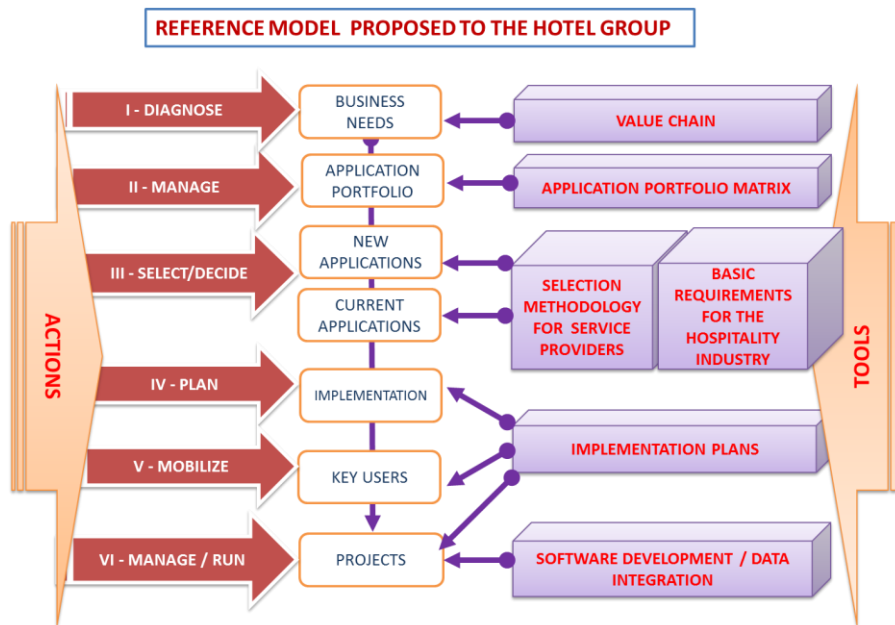 REFERENCE MODEL PROPOSED TO THE HOTEL GROUP
ACTIONS
I - DIAGNOSE
BUSINESS
NEEDS
VALUE CHAIN
II - MANAGE
APPLICATION
PORTFOLIO
APPLICATION PORTFOLIO MATRIX
III - SELECT/DECIDE
NEW
APPLICATIONS
CURRENT
APPLICATIONS
SELECTION
METHODOLOGY
FOR SERVICE
PROVIDERS
BASIC
REQUIREMENTS
FOR THE
HOSPITALITY
INDUSTRY
IV - PLAN
IMPLEMENTATION
IMPLEMENTATION PLANS
V - MOBILIZE
KEY USERS
VI - MANAGE / RUN
PROJECTS
SOFTWARE DEVELOPMENT / DATA
INTEGRATION
TOOLS